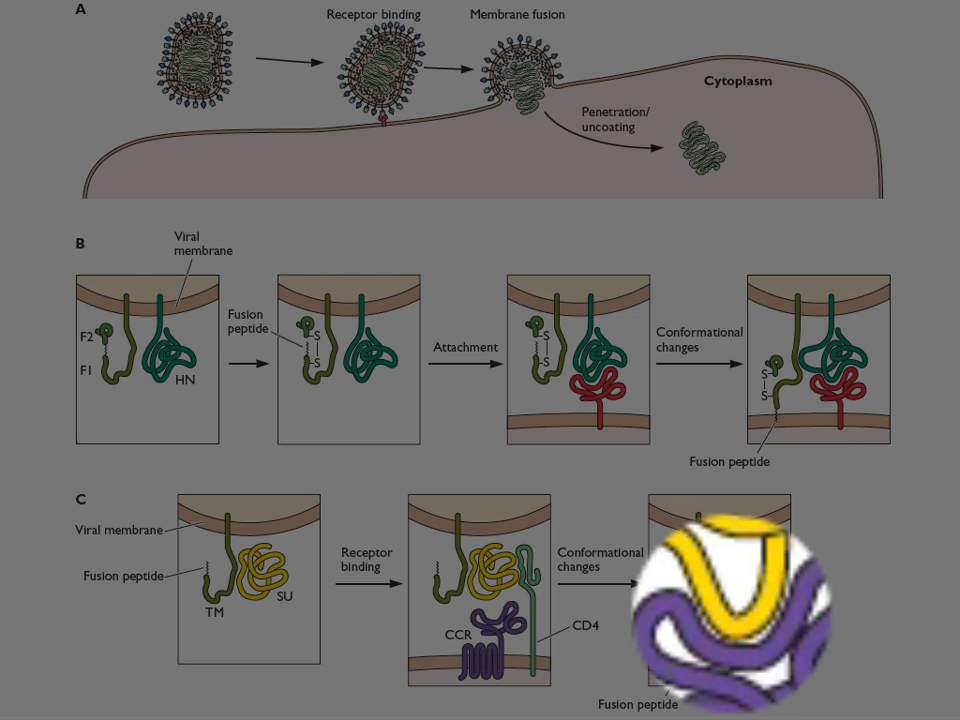 A
Receptor binding
Membrane fusion
Cytoplasm
Penetration/
uncoating
B
Viral
membrane
F2
F1
HN
Fusion
peptide
S
S
Attachment
S
S
Conformational
changes
S
S
Fusion peptide
C
Viral membrane
Fusion peptide
TM
SU
Receptor
binding
CCR
CD4
Conformational
changes
Fusion peptide